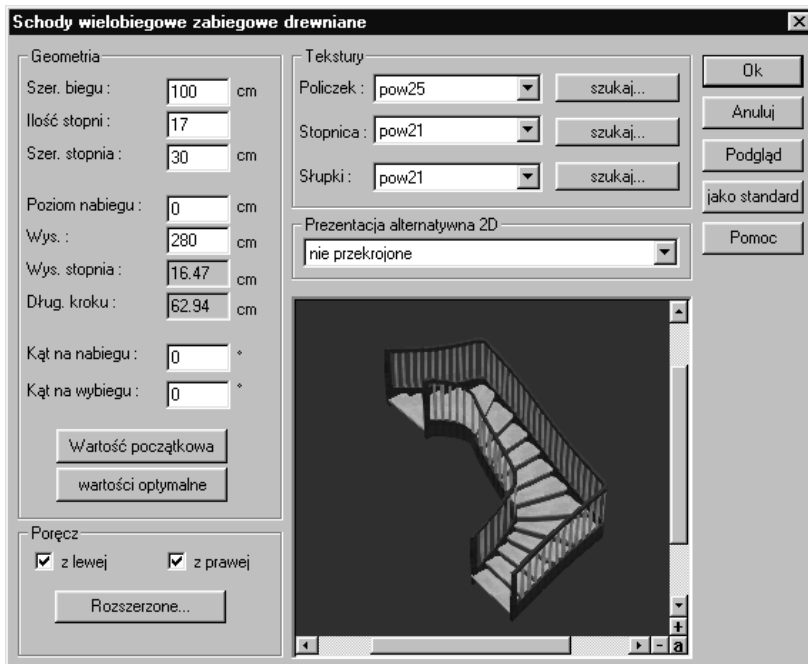 Schody wielobiegowe zabiegowe drewniane
Geometria
Szer. biegu : 100 cm
Ilość stopni : 17
Szer. stopnia : 30 cm
Poziom nabiegu : 0 cm
Wys. : 280 cm
Wys. stopnia : 16.47 cm
Dług. kroku : 62.94 cm
Kąt na nabiegu : 0 °
Kąt na wybiegu : 0 °
Wartość początkowa
wartości optymalne
Poręcz
z lewej z prawej
Rozszerzone...
Tekstury
Policzek : pow25 szukaj...
Stopnica : pow21 szukaj...
Słupki : pow21 szukaj...
Prezentacja alternatywna 2D
nie przekrojone
+
- a
Ok
Anuluj
Podgląd
jako standard
Pomoc